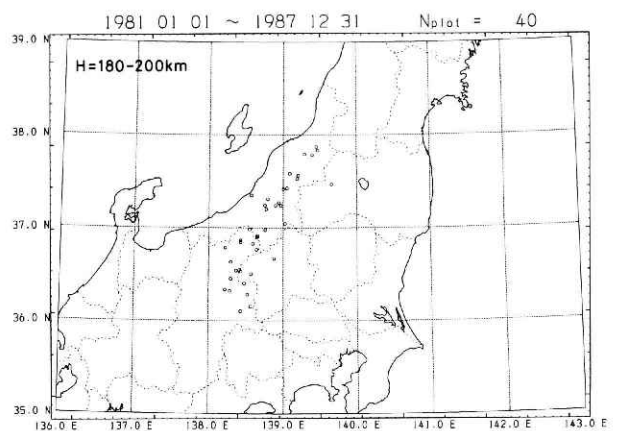 1981 01 01 ~ 1987 12 31 Nplot = 40
39.0 N
H=180-200km
38.0 N
37.0 N
36.0 N
35.0 N
136.0 E 137.0 E 138.0 E 139.0 E 140.0 E 141.0 E 142.0 E 143.0 E